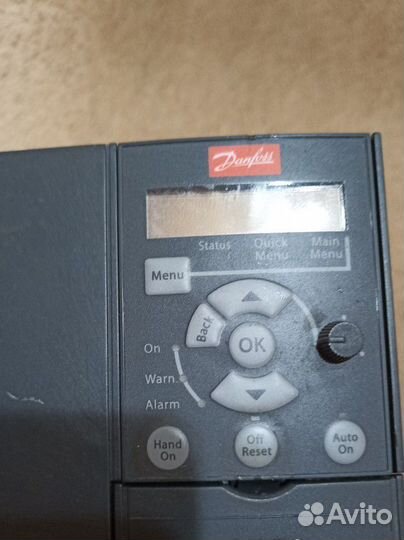 Danfoss
Status Quick Menu Main Menu
Menu
Back
OK
On
Warn.
Alarm
Hand On
Off Reset
Auto On
Avito